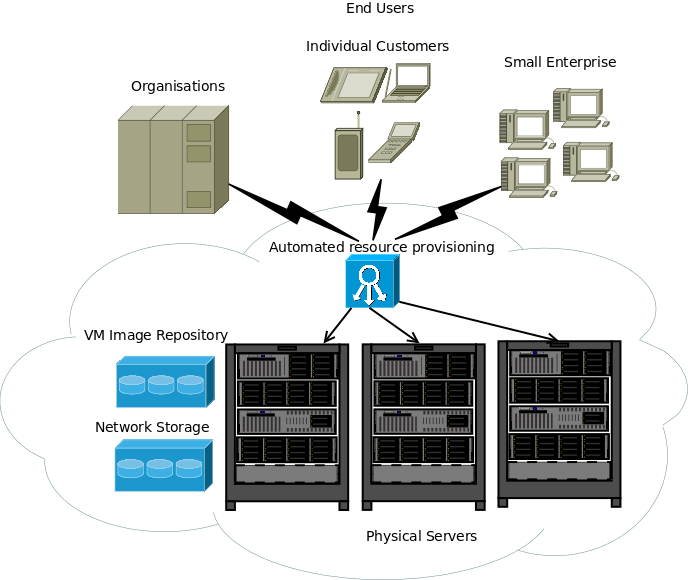 End Users
Individual Customers
Small Enterprise
Organisations
Automated resource provisioning
VM Image Repository
Network Storage
Physical Servers